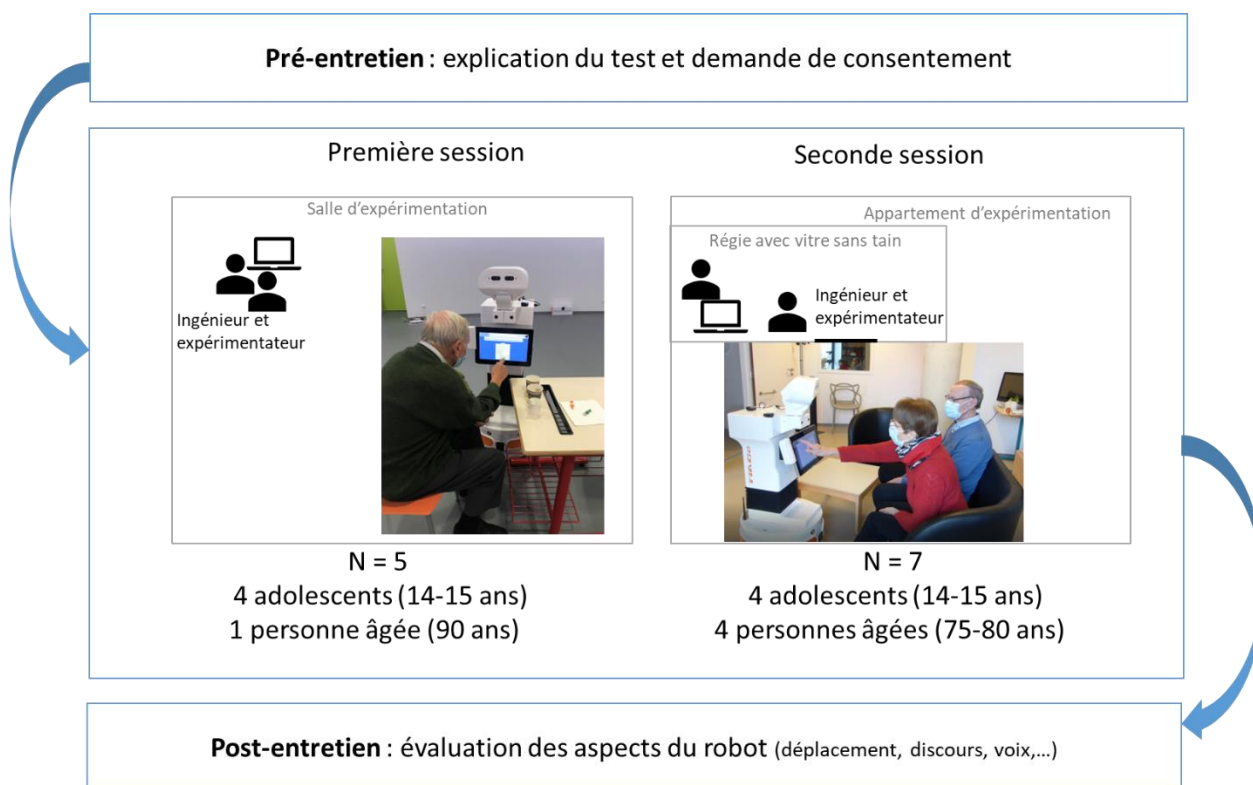 Pré-entretien : explication du test et demande de consentement
Première session
Seconde session
Salle d'expérimentation
Appartement d'expérimentation
Régie avec vitre sans tain
Ingénieur et
expérimentateur
Ingénieur et
expérimentateur
N = 5
4 adolescents (14-15 ans)
1 personne âgée (90 ans)
N = 7
4 adolescents (14-15 ans)
4 personnes âgées (75-80 ans)
Post-entretien : évaluation des aspects du robot (déplacement, discours, voix,...)